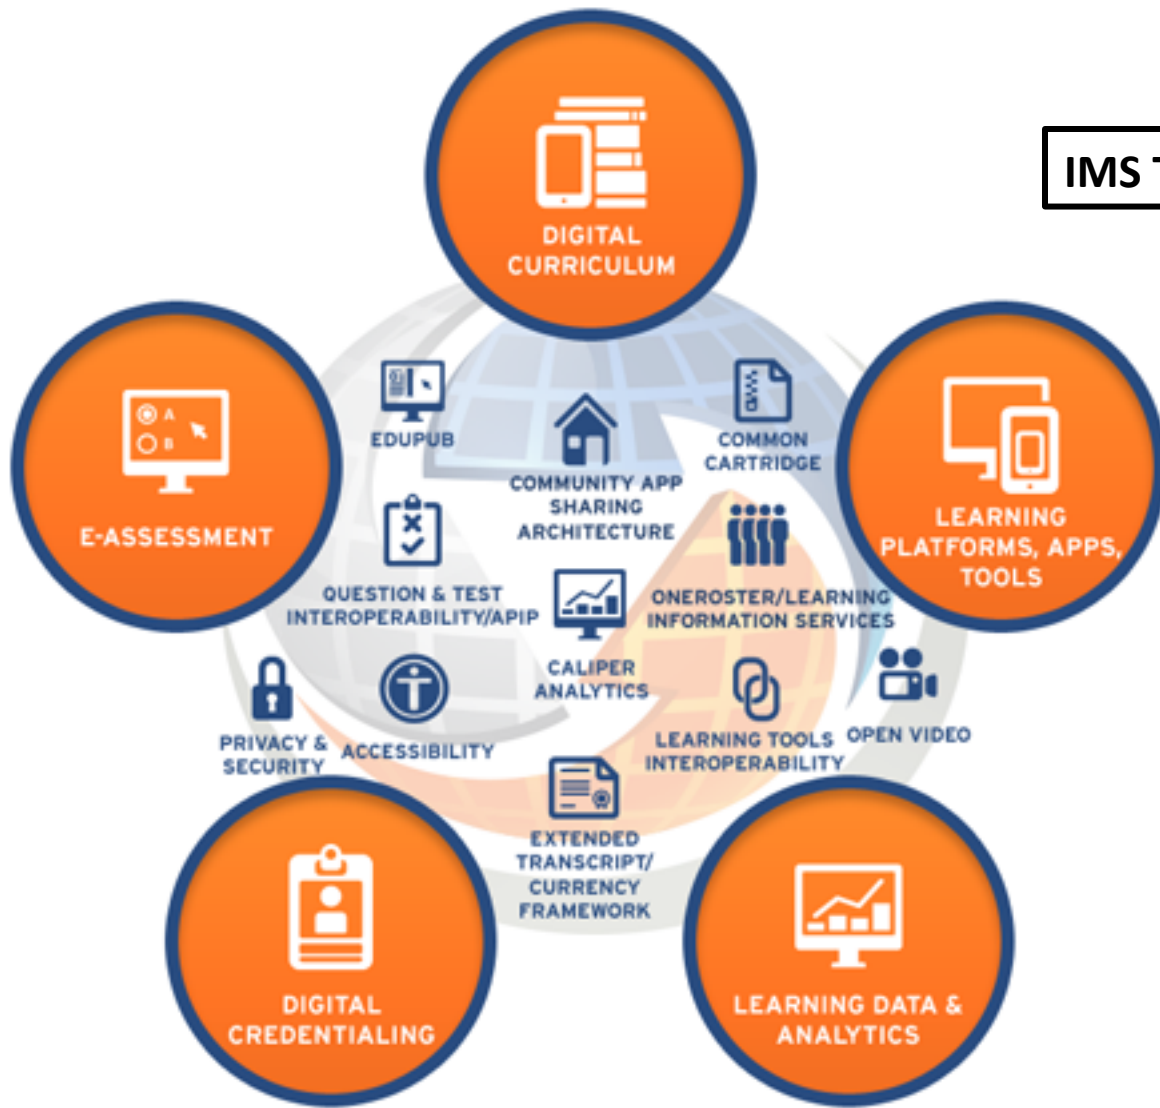 DIGITAL
CURRICULUM
IMS T
A
B
E-ASSESSMENT
EDUPUB
COMMUNITY APP
SHARING
ARCHITECTURE
COMMON
CARTRIDGE
LEARNING
PLATFORMS, APPS,
TOOLS
QUESTION & TEST
INTEROPERABILITY/APIP
CALIPER
ANALYTICS
ONEROSTER/LEARNING
INFORMATION SERVICES
PRIVACY &
SECURITY
ACCESSIBILITY
LEARNING TOOLS
INTEROPERABILITY
OPEN VIDEO
EXTENDED
TRANSCRIPT/
CURRENCY
FRAMEWORK
DIGITAL
CREDENTIALING
LEARNING DATA &
ANALYTICS